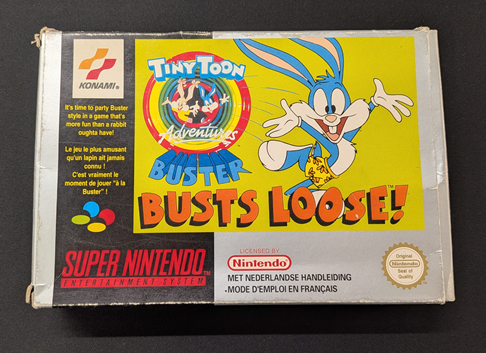 KONAMI®
It's time to party Buster
style in a game that's
more fun than a rabbit
oughta have!
Le jeu le plus amusant
qu'un lapin ait jamais
connu !
C'est vraiment le
moment de jouer "à la
Buster" !
TINY TOON
Adventures
BUSTER
BUSTS LOOSE!
SUPER NINTENDO™
ENTERTAINMENT SYSTEM
LICENSED BY
Nintendo
MET NEDERLANDSE HANDLEIDING
.MODE D'EMPLOI EN FRANÇAIS
Original
Nintendo
Seal of
Quality